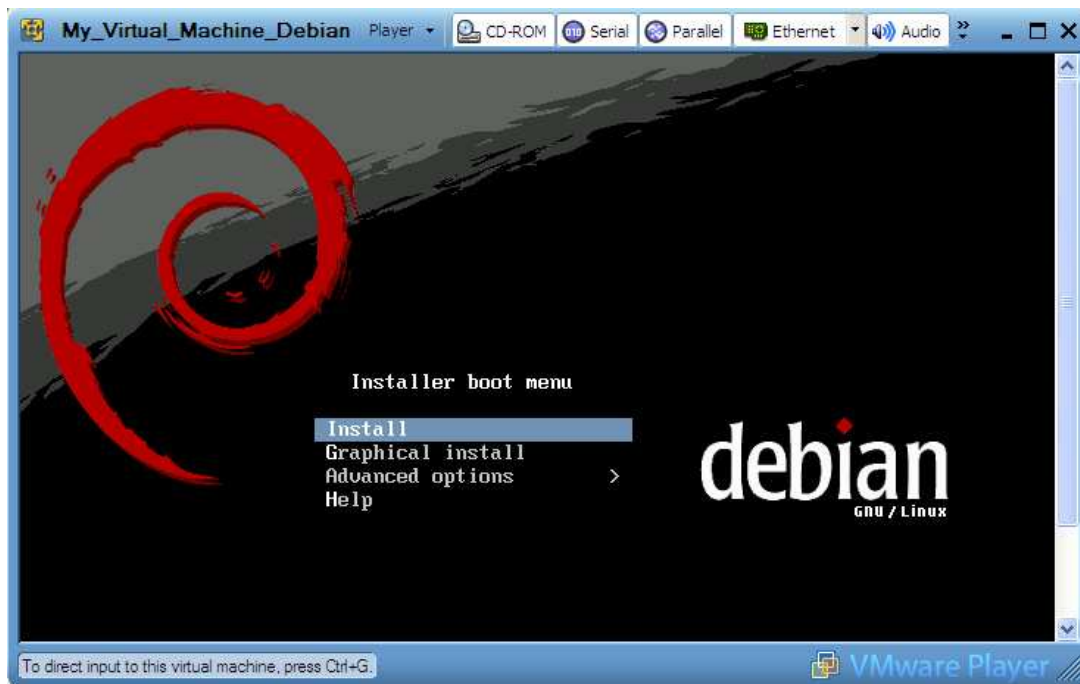 My_Virtual_Machine_Debian Player CD-ROM Serial Parallel Ethernet Audio
Installer boot menu
Install
Graphical install
Advanced options >
Help
debian
GNU / Linux
To direct input to this virtual machine, press Ctrl+G.
VMware Player